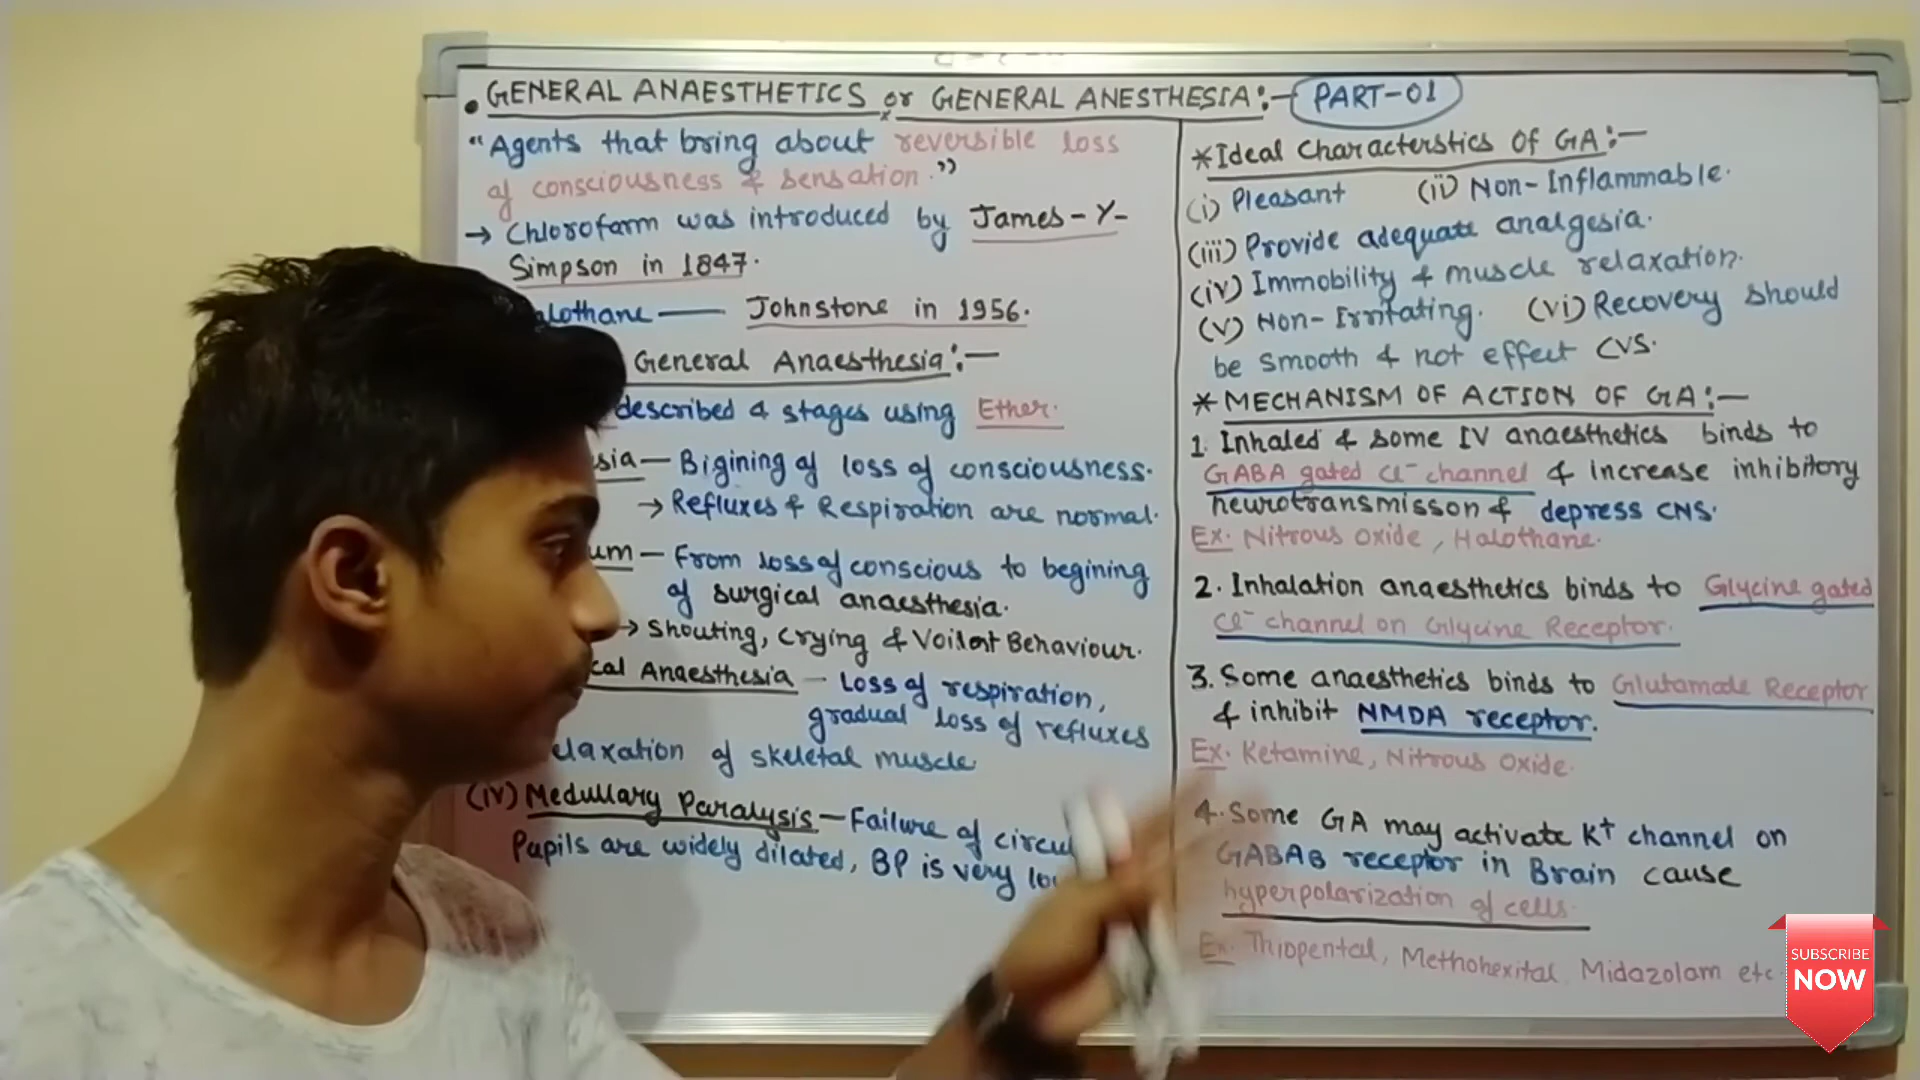 • GENERAL ANAESTHETICS or GENERAL ANESTHESIA:- PART-01
"Agents that bring about reversible loss
of consciousness & sensation."
→ Chlorofarm was introduced by James-Y-
Simpson in 1847.
alothane —— Johnstone in 1956.
General Anaesthesia:—
described 4 stages using Ether.
sia — Bigining of loss of consciousness.
→ Refluxes & Respiration are normal.
um — From loss of conscious to begining
of surgical anaesthesia.
→ Shouting, Crying & Voilent Behaviour.
cal Anaesthesia — Loss of respiration,
gradual loss of refluxes
elaxation of skeletal muscle
(iv) Medullary Paralysis — Failure of circu
Pupils are widely dilated, BP is very lo
*Ideal Characterstics Of GA:—
(i) Pleasant (ii) Non-Inflammable.
(iii) Provide adequate analgesia.
(iv) Immobility & muscle relaxation.
(v) Non-Irritating. (vi) Recovery should
be smooth & not effect CVS.
* MECHANISM OF ACTION OF GA:—
1. Inhaled & some IV anaesthetics binds to
GABA gated Cl⁻ channel & increase inhibitory
neurotransmisson & depress CNS.
Ex. Nitrous oxide, Halothane.
2. Inhalation anaesthetics binds to Glycine gated
Cl⁻ channel on Glycine Receptor.
3. Some anaesthetics binds to Glutamate Receptor
& inhibit NMDA receptor.
Ex. Ketamine, Nitrous oxide.
4. Some GA may activate K⁺ channel on
GABAB receptor in Brain cause
hyperpolarization of cells.
Ex. Thiopental, Methohexital, Midazolam etc.
SUBSCRIBE
NOW